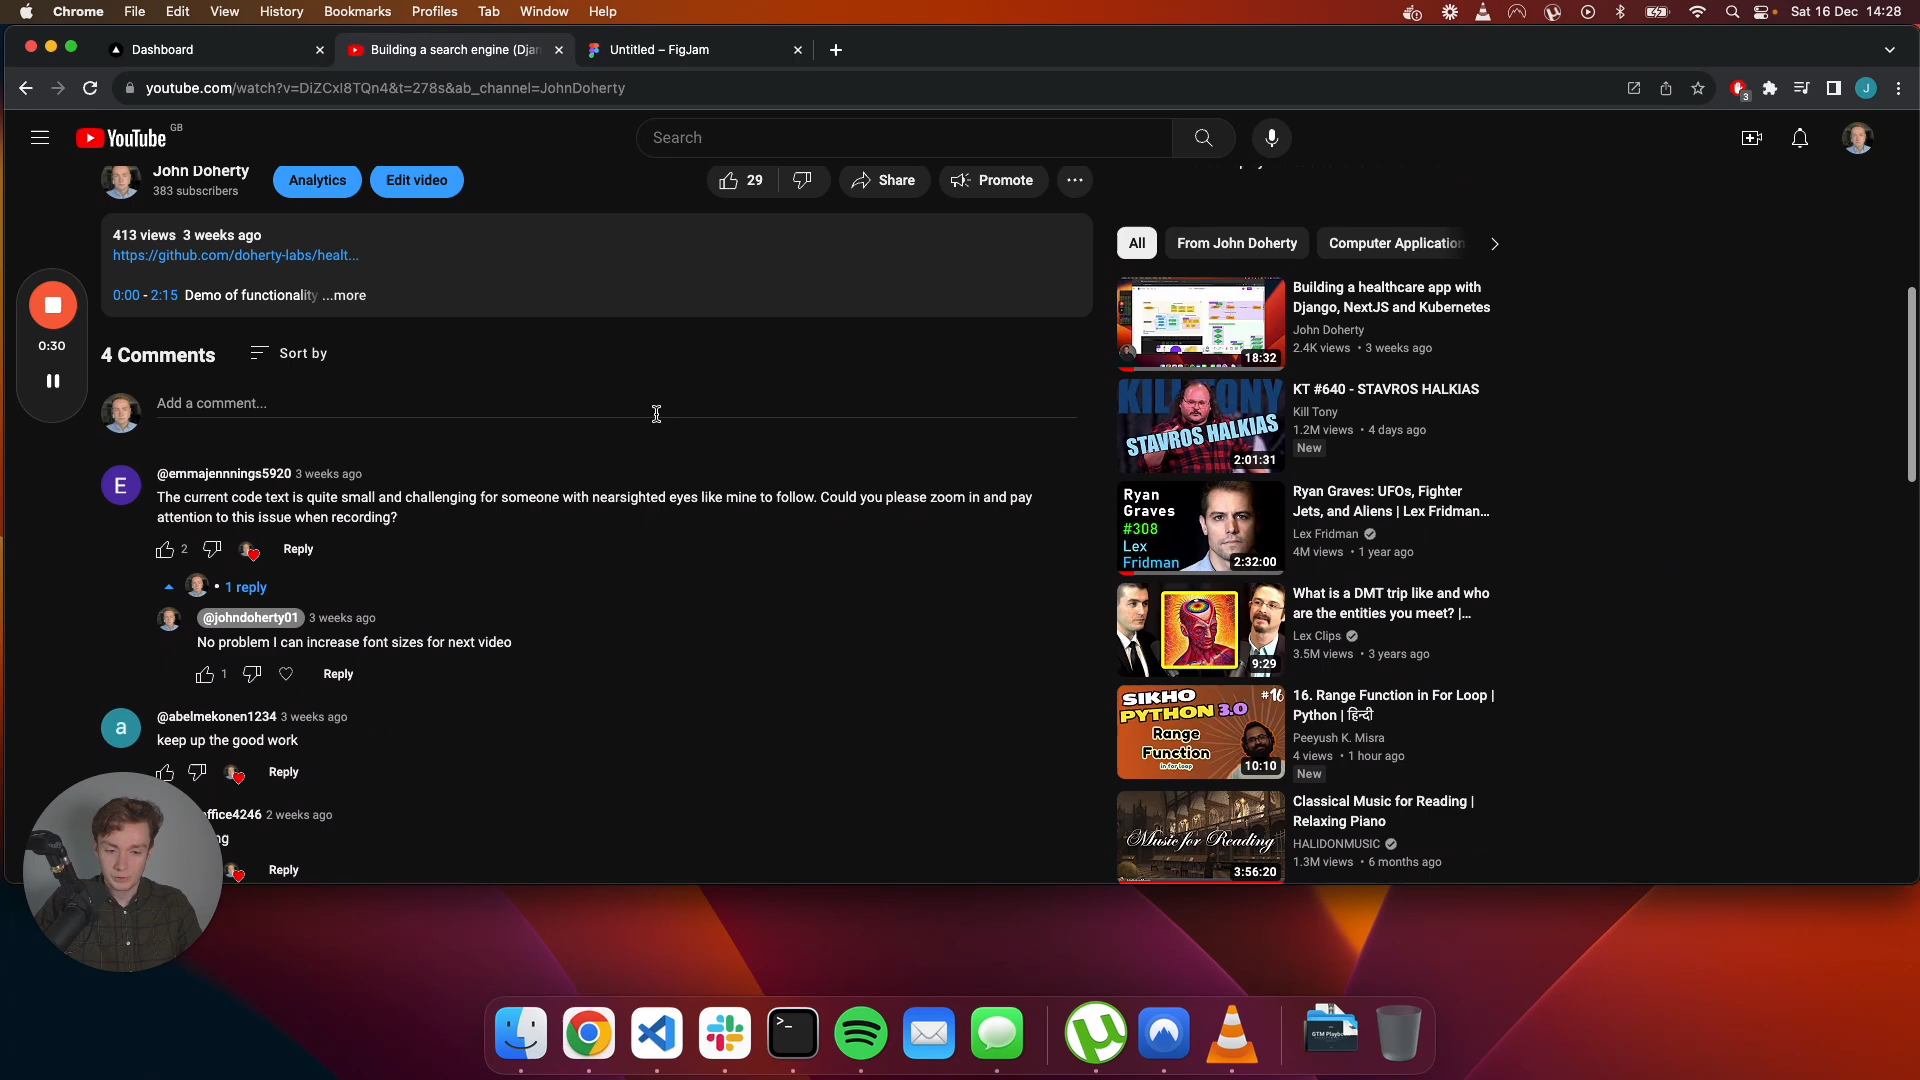 Chrome File Edit View History Bookmarks Profiles Tab Window Help
Sat 16 Dec 14:28
Dashboard
Building a search engine (Djan
Untitled – FigJam
youtube.com/watch?v=DiZCxl8TQn4&t=278s&ab_channel=JohnDoherty
3
J
YouTube
GB
Search
John Doherty
383 subscribers
Analytics
Edit video
29
Share
Promote
413 views 3 weeks ago
https://github.com/doherty-labs/healt...
0:00 - 2:15 Demo of functionality ...more
0:30
4 Comments
Sort by
Add a comment...
E
@emmajennnings5920 3 weeks ago
The current code text is quite small and challenging for someone with nearsighted eyes like mine to follow. Could you please zoom in and pay
attention to this issue when recording?
2
Reply
• 1 reply
@johndoherty01 3 weeks ago
No problem I can increase font sizes for next video
1
Reply
a
@abelmekonen1234 3 weeks ago
keep up the good work
Reply
ffice4246 2 weeks ago
ng
Reply
All
From John Doherty
Computer Application
18:32
Building a healthcare app with
Django, NextJS and Kubernetes
John Doherty
2.4K views • 3 weeks ago
KILL TONY
STAVROS HALKIAS
2:01:31
KT #640 - STAVROS HALKIAS
Kill Tony
1.2M views • 4 days ago
New
Ryan
Graves
#308
Lex
Fridman
2:32:00
Ryan Graves: UFOs, Fighter
Jets, and Aliens | Lex Fridman...
Lex Fridman
4M views • 1 year ago
9:29
What is a DMT trip like and who
are the entities you meet? |...
Lex Clips
3.5M views • 3 years ago
SIKHO
#16
PYTHON 3.0
Range
Function
in for loop
10:10
16. Range Function in For Loop |
Python | हिन्दी
Peeyush K. Misra
4 views • 1 hour ago
New
Music for Reading
3:56:20
Classical Music for Reading |
Relaxing Piano
HALIDONMUSIC
1.3M views • 6 months ago
>_
µ
GTM Playbo